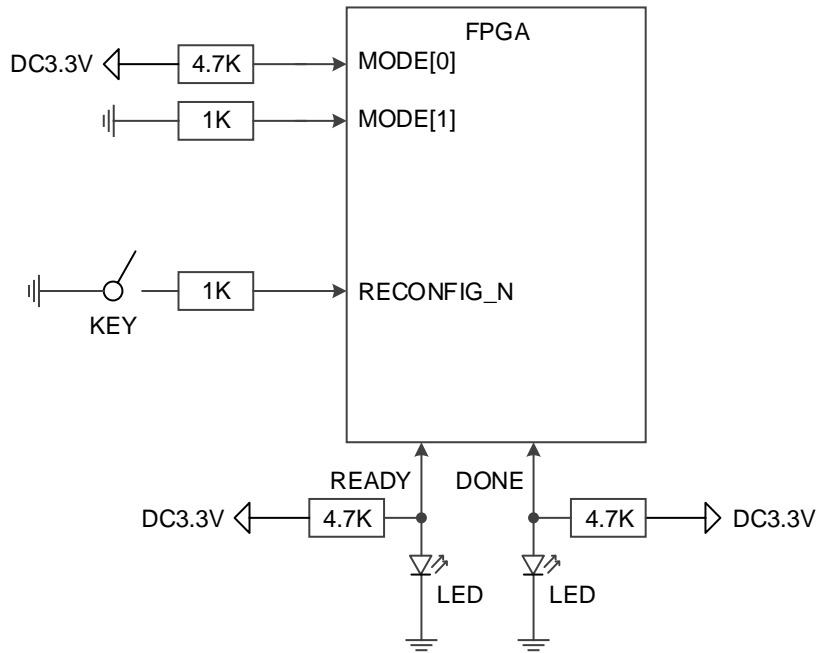 FPGA
DC3.3V 4.7K MODE[0]
1K MODE[1]
1K RECONFIG_N
KEY
READY DONE
DC3.3V 4.7K 4.7K DC3.3V
LED LED